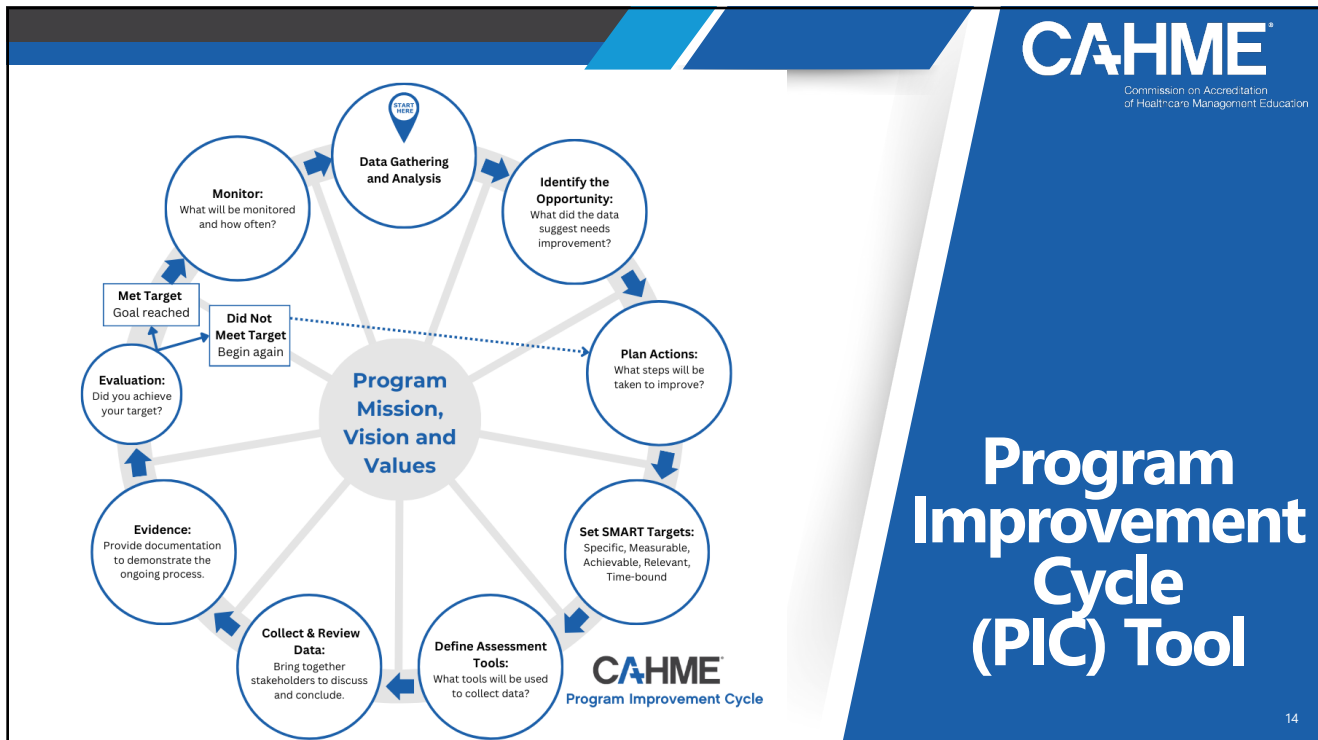 CAHME®
Commission on Accreditation
of Healthcare Management Education
START
HERE
Data Gathering
and Analysis
Identify the
Opportunity:
What did the data
suggest needs
improvement?
Plan Actions:
What steps will be
taken to improve?
Set SMART Targets:
Specific, Measurable,
Achievable, Relevant,
Time-bound
Define Assessment
Tools:
What tools will be used
to collect data?
Collect & Review
Data:
Bring together
stakeholders to discuss
and conclude.
Evidence:
Provide documentation
to demonstrate the
ongoing process.
Evaluation:
Did you achieve
your target?
Met Target
Goal reached
Did Not
Meet Target
Begin again
Monitor:
What will be monitored
and how often?
Program
Mission,
Vision and
Values
CAHME
Program Improvement Cycle
Program
Improvement
Cycle
(PIC) Tool
14